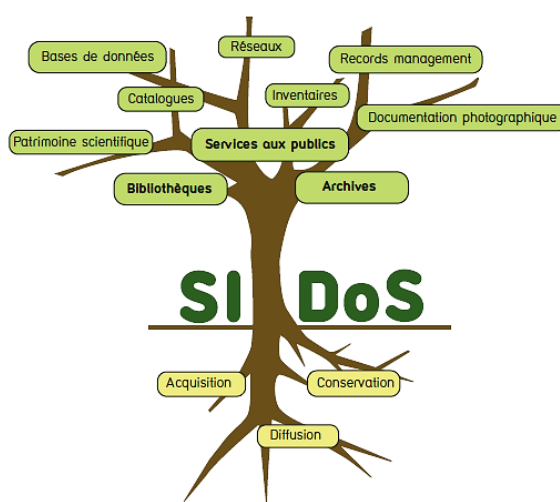 Réseaux
Bases de données
Records management
Catalogues
Inventaires
Documentation photographique
Patrimoine scientifique
Services aux publics
Bibliothèques
Archives
SI DoS
Acquisition
Conservation
Diffusion